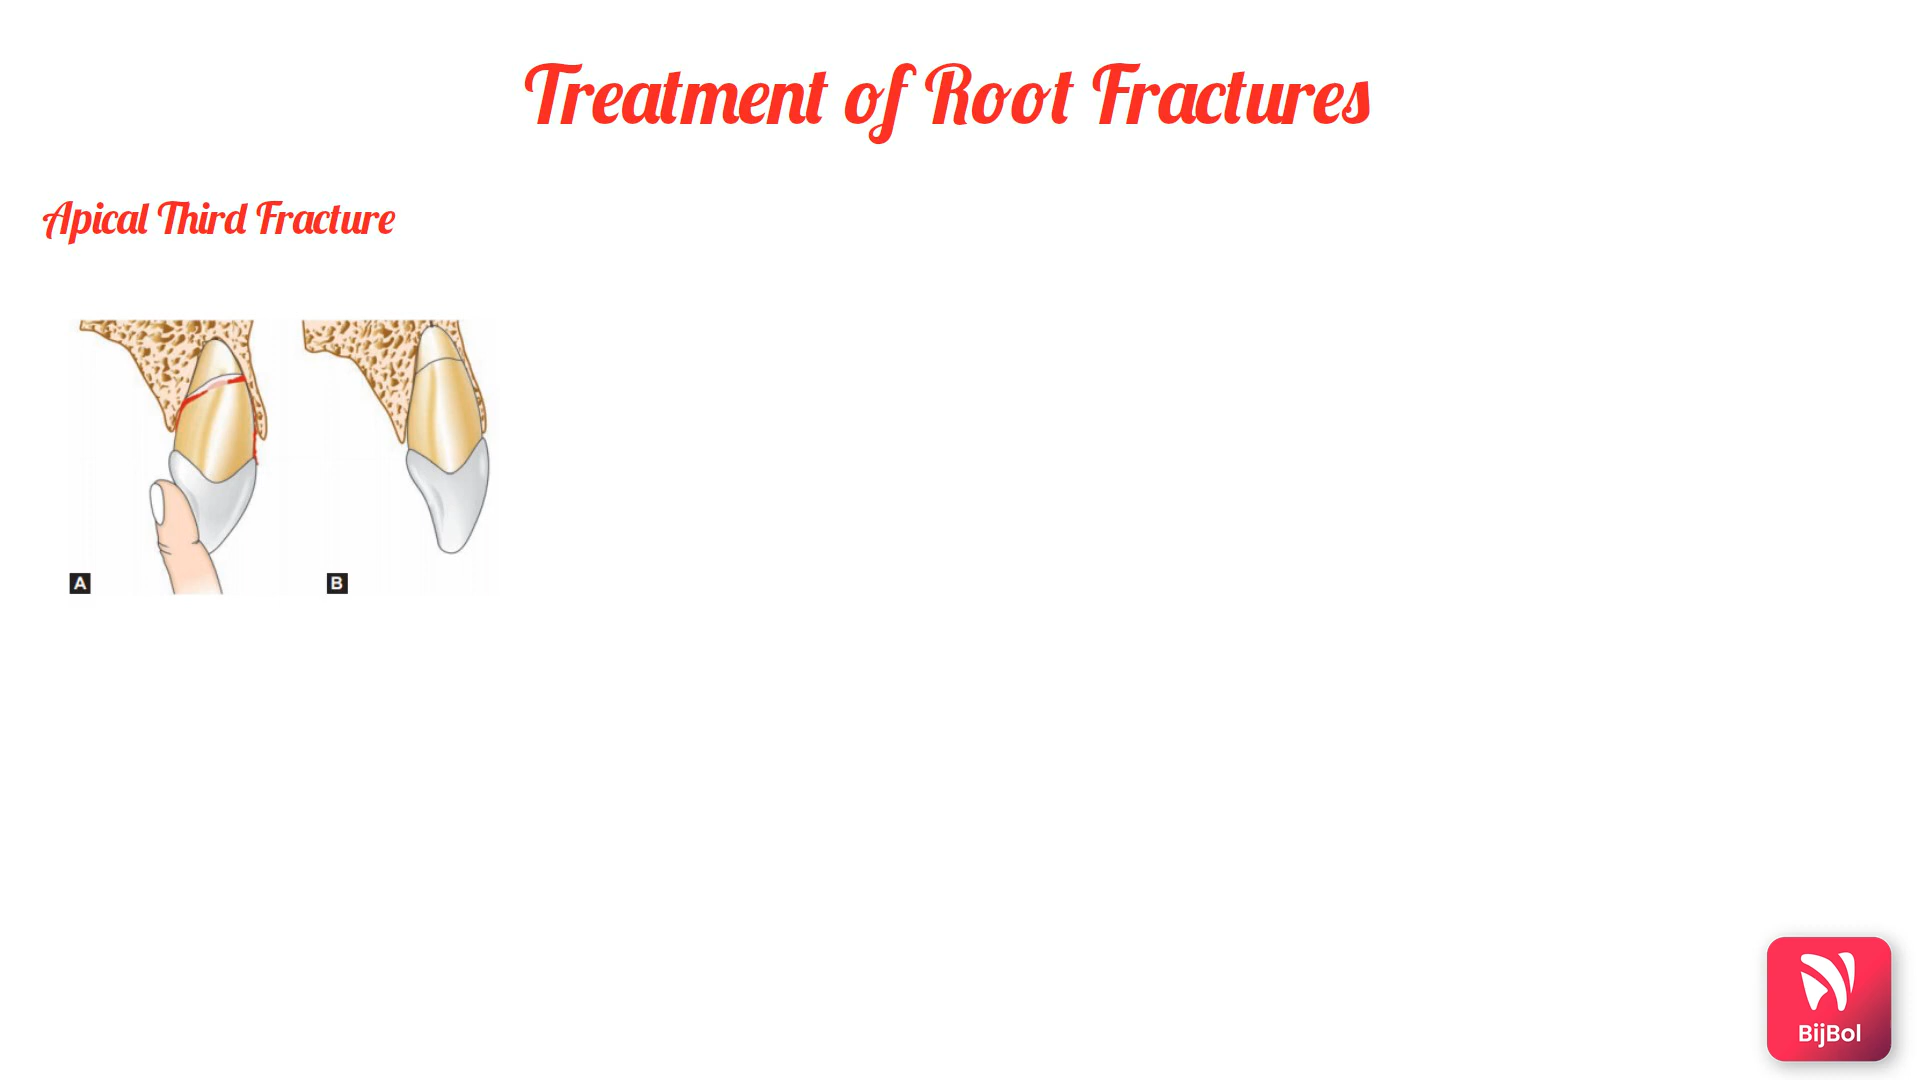 Treatment of Root Fractures
Apical Third Fracture
A
B
BijBol